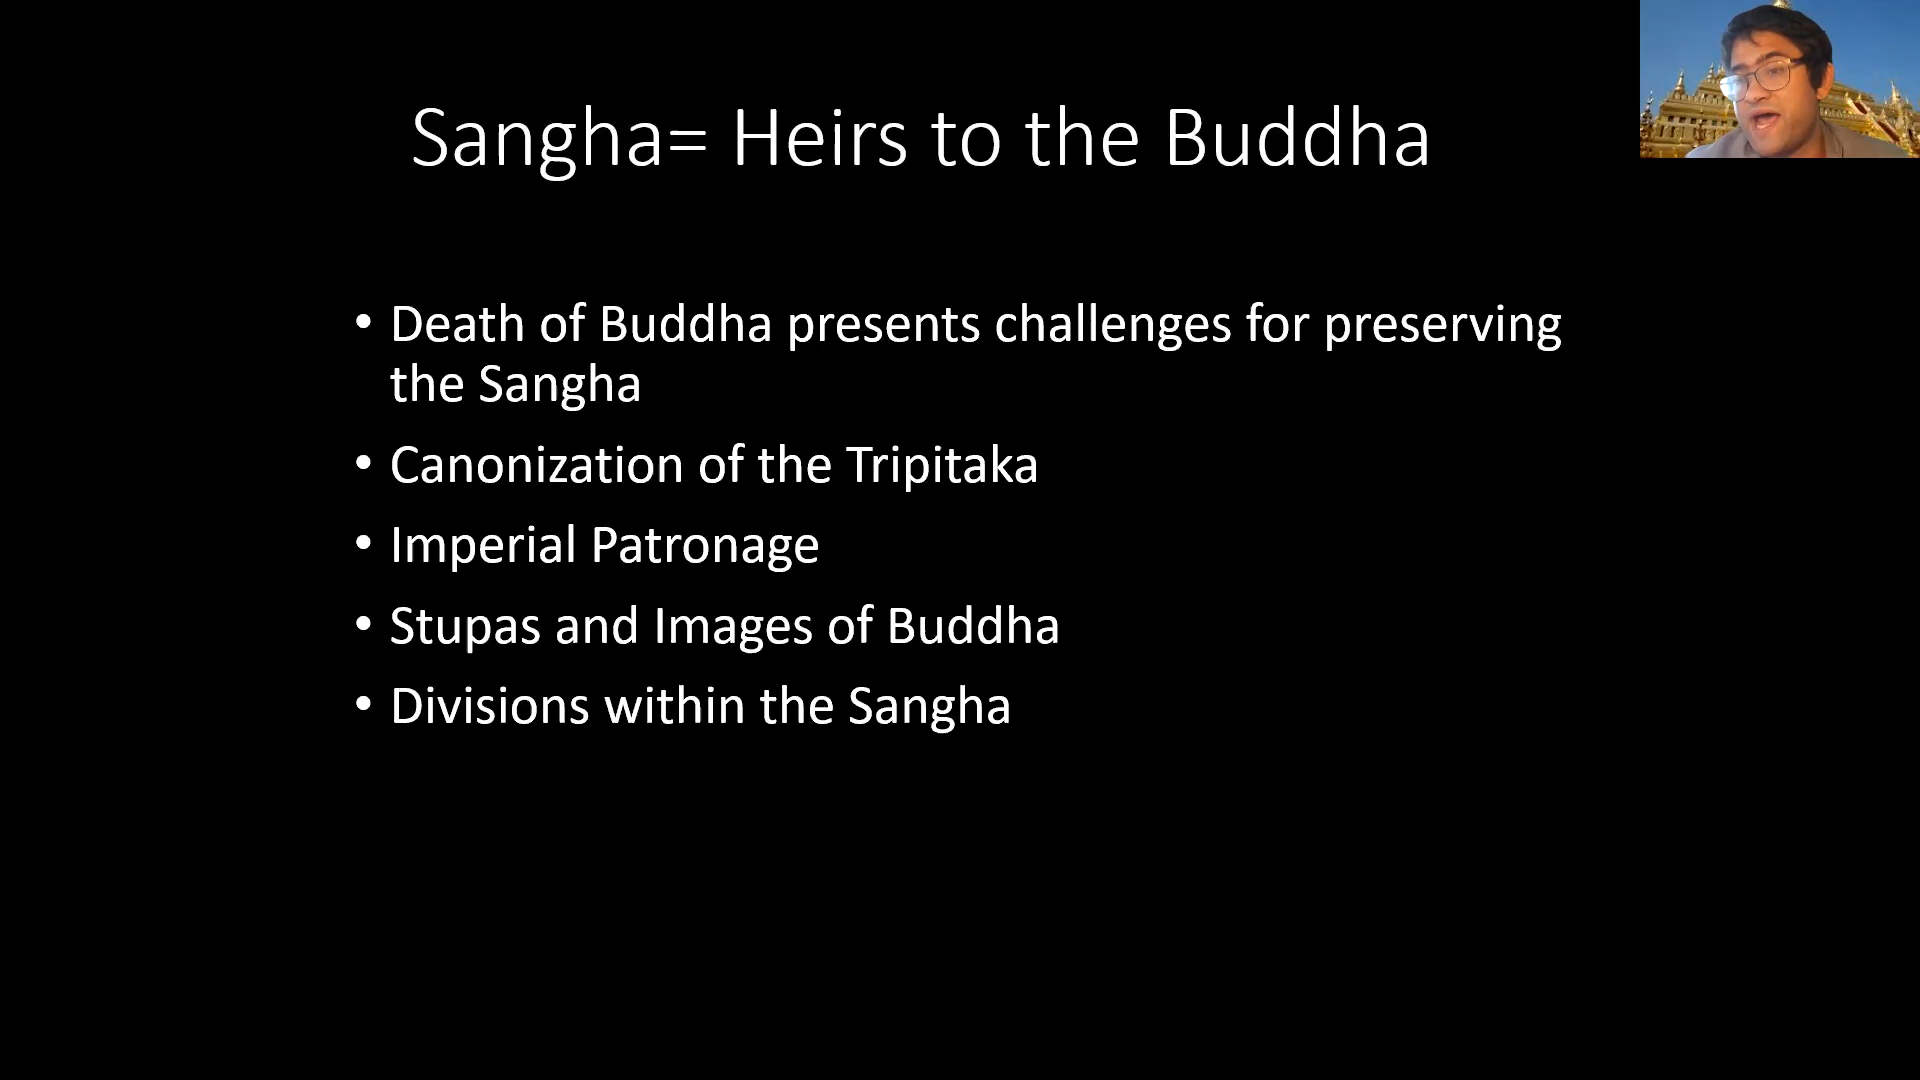 Sangha= Heirs to the Buddha
• Death of Buddha presents challenges for preserving
the Sangha
• Canonization of the Tripitaka
• Imperial Patronage
• Stupas and Images of Buddha
• Divisions within the Sangha